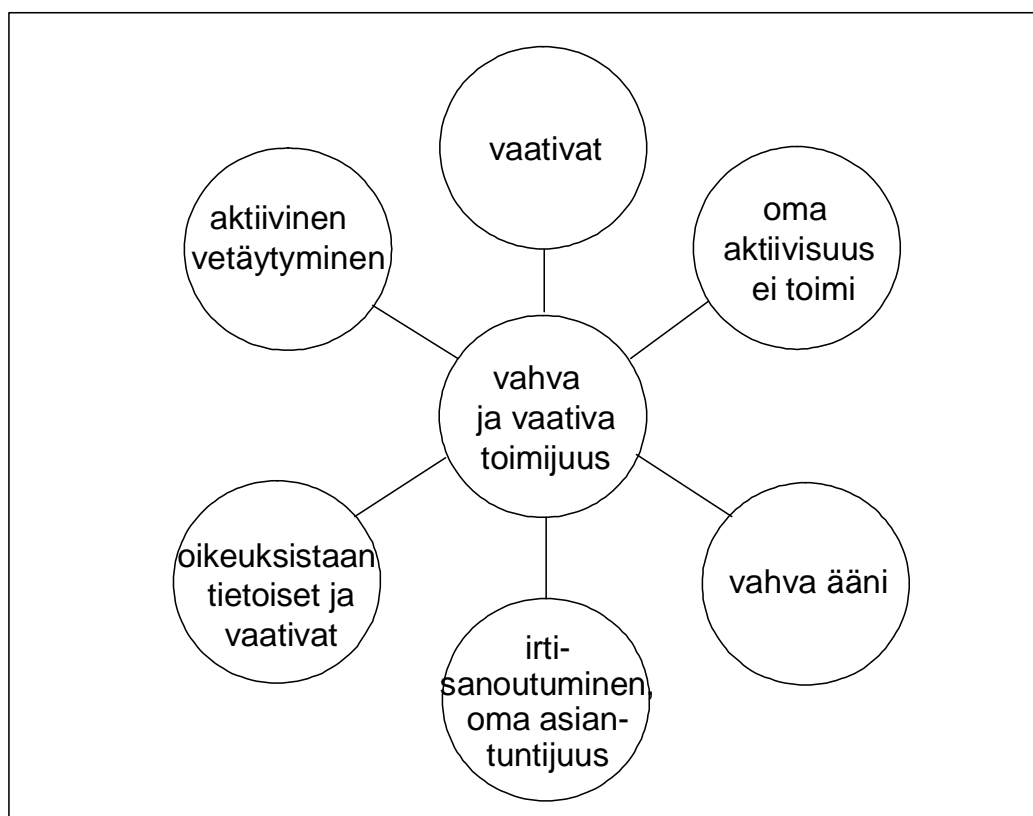 vaativat
aktiivinen
vetäytyminen
oma
aktiivisuus
ei toimi
vahva
ja vaativa
toimijuus
oikeuksistaan
tietoiset ja
vaativat
vahva ääni
irti-
sanoutuminen,
oma asian-
tuntijuus